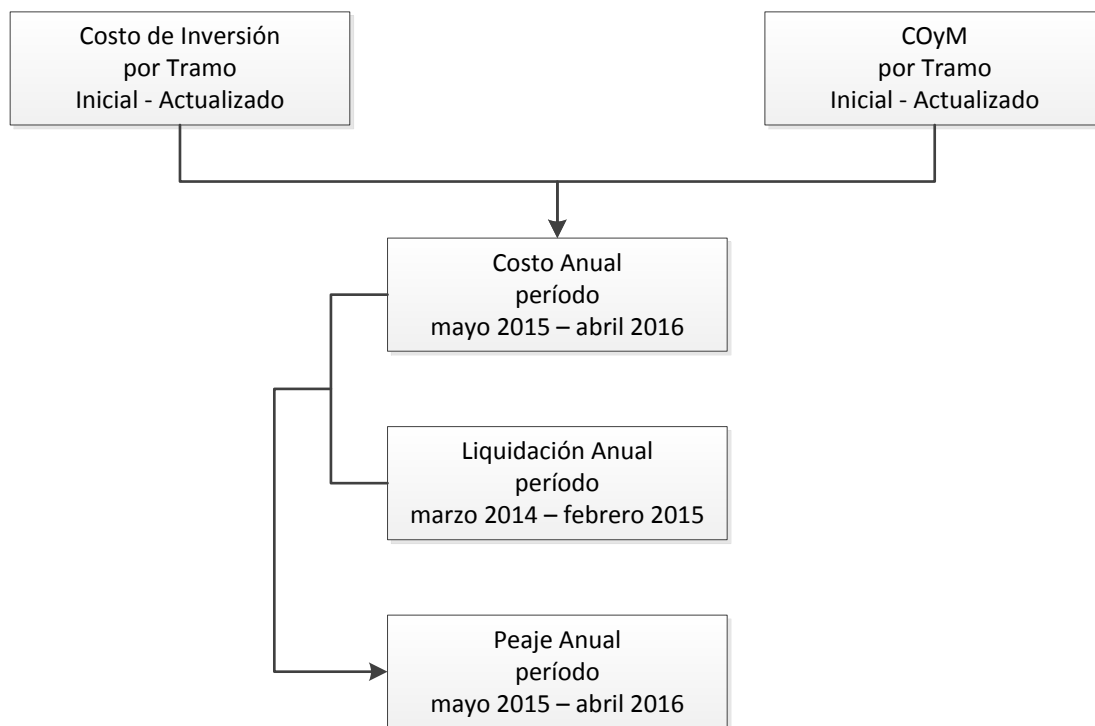 Costo de Inversión
por Tramo
Inicial - Actualizado
COyM
por Tramo
Inicial - Actualizado
Costo Anual
período
mayo 2015 – abril 2016
Liquidación Anual
período
marzo 2014 – febrero 2015
Peaje Anual
período
mayo 2015 – abril 2016